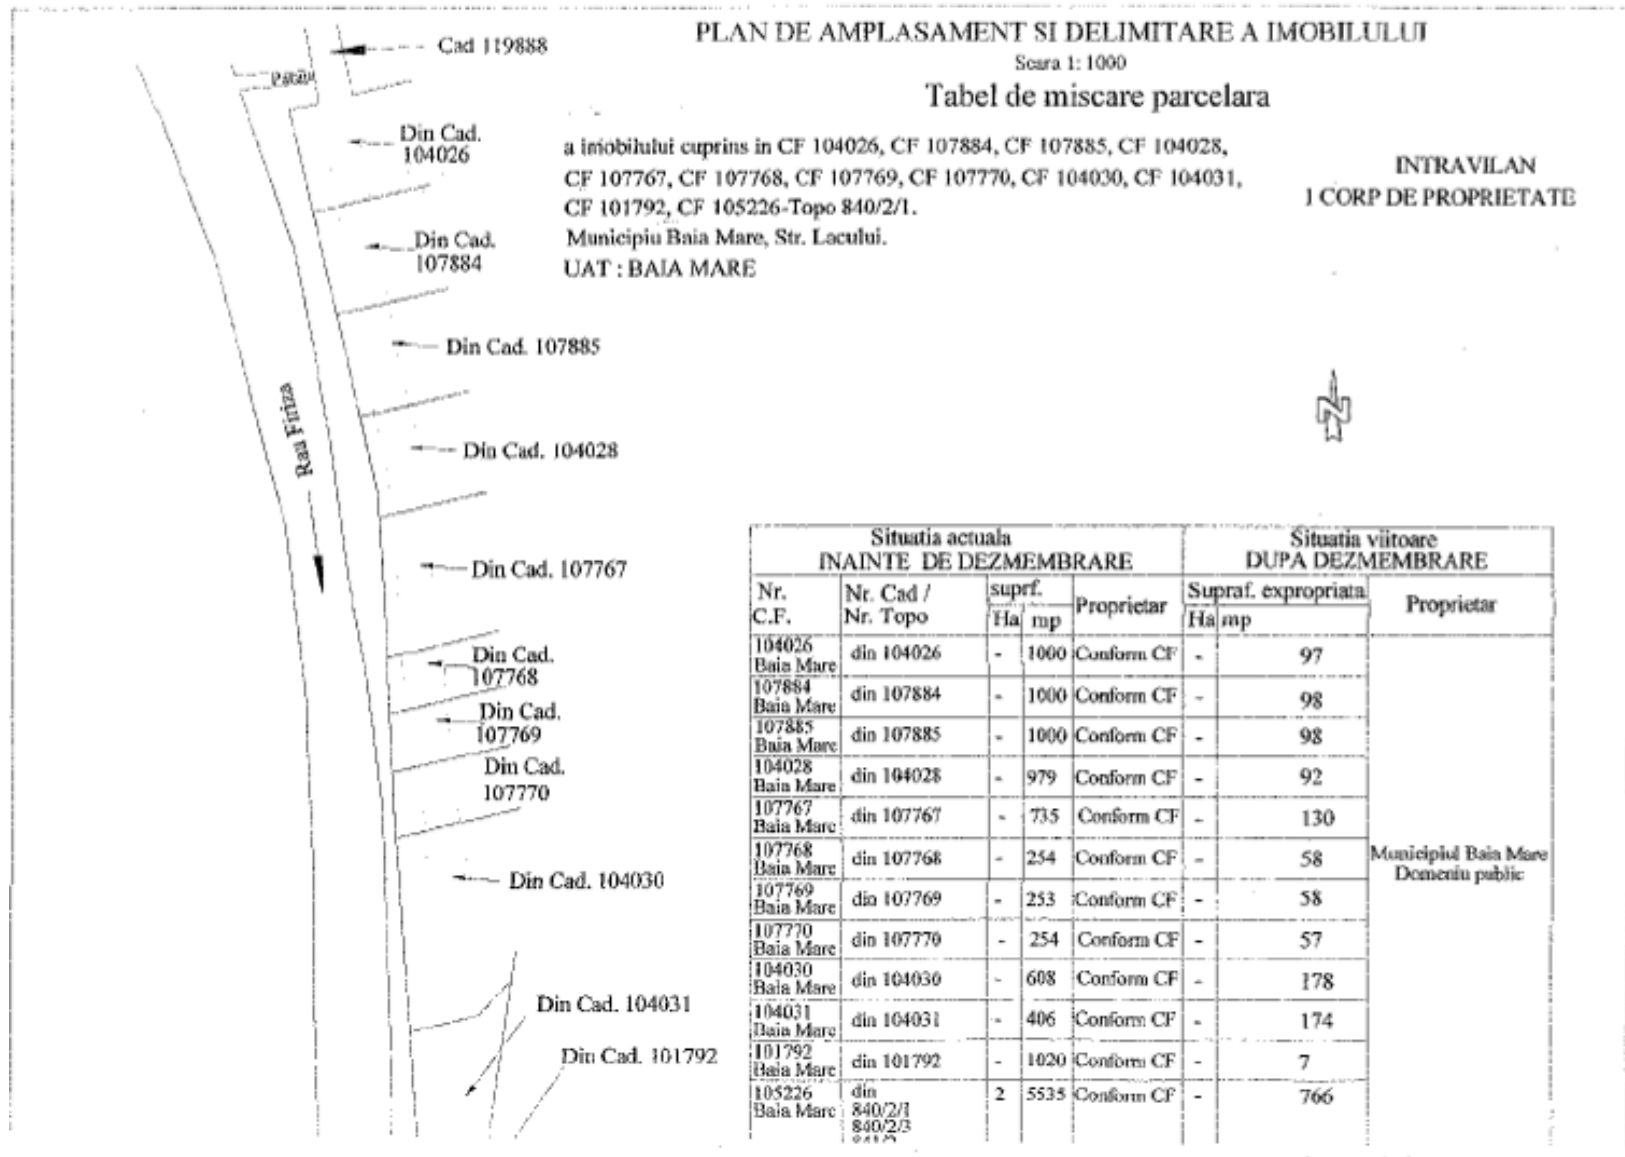 PLAN DE AMPLASAMENT SI DELIMITARE A IMOBILULUI
Scara 1: 1000
Tabel de miscare parcelara
a imobilului cuprins in CF 104026, CF 107884, CF 107885, CF 104028,
CF 107767, CF 107768, CF 107769, CF 107770, CF 104030, CF 104031,
CF 101792, CF 105226-Topo 840/2/1.
Municipiu Baia Mare, Str. Lacului.
UAT : BAIA MARE
INTRAVILAN
1 CORP DE PROPRIETATE
N
Cad 119888
Din Cad.
104026
Din Cad.
107884
Din Cad. 107885
Din Cad. 104028
Rau Firiza
Din Cad. 107767
Din Cad.
107768
Din Cad.
107769
Din Cad.
107770
Din Cad. 104030
Din Cad. 104031
Din Cad. 101792
Situatia actuala Situatia viitoare
INAINTE DE DEZMEMBRARE DUPA DEZMEMBRARE
Nr. C.F. Nr. Cad / Nr. Topo suprf. Ha mp Proprietar Supraf. expropriata Ha mp Proprietar
104026 Baia Mare din 104026 - 1000 Conform CF - 97
107884 Baia Mare din 107884 - 1000 Conform CF - 98
107885 Baia Mare din 107885 - 1000 Conform CF - 98
104028 Baia Mare din 104028 - 979 Conform CF - 92
107767 Baia Mare din 107767 - 735 Conform CF - 130
107768 Baia Mare din 107768 - 254 Conform CF - 58
Municipiul Baia Mare
Domeniu public
107769 Baia Mare din 107769 - 253 Conform CF - 58
107770 Baia Mare din 107770 - 254 Conform CF - 57
104030 Baia Mare din 104030 - 608 Conform CF - 178
104031 Baia Mare din 104031 - 406 Conform CF - 174
101792 Baia Mare din 101792 - 1020 Conform CF - 7
105226 Baia Mare din 2 5535 Conform CF - 766
840/2/1
840/2/3